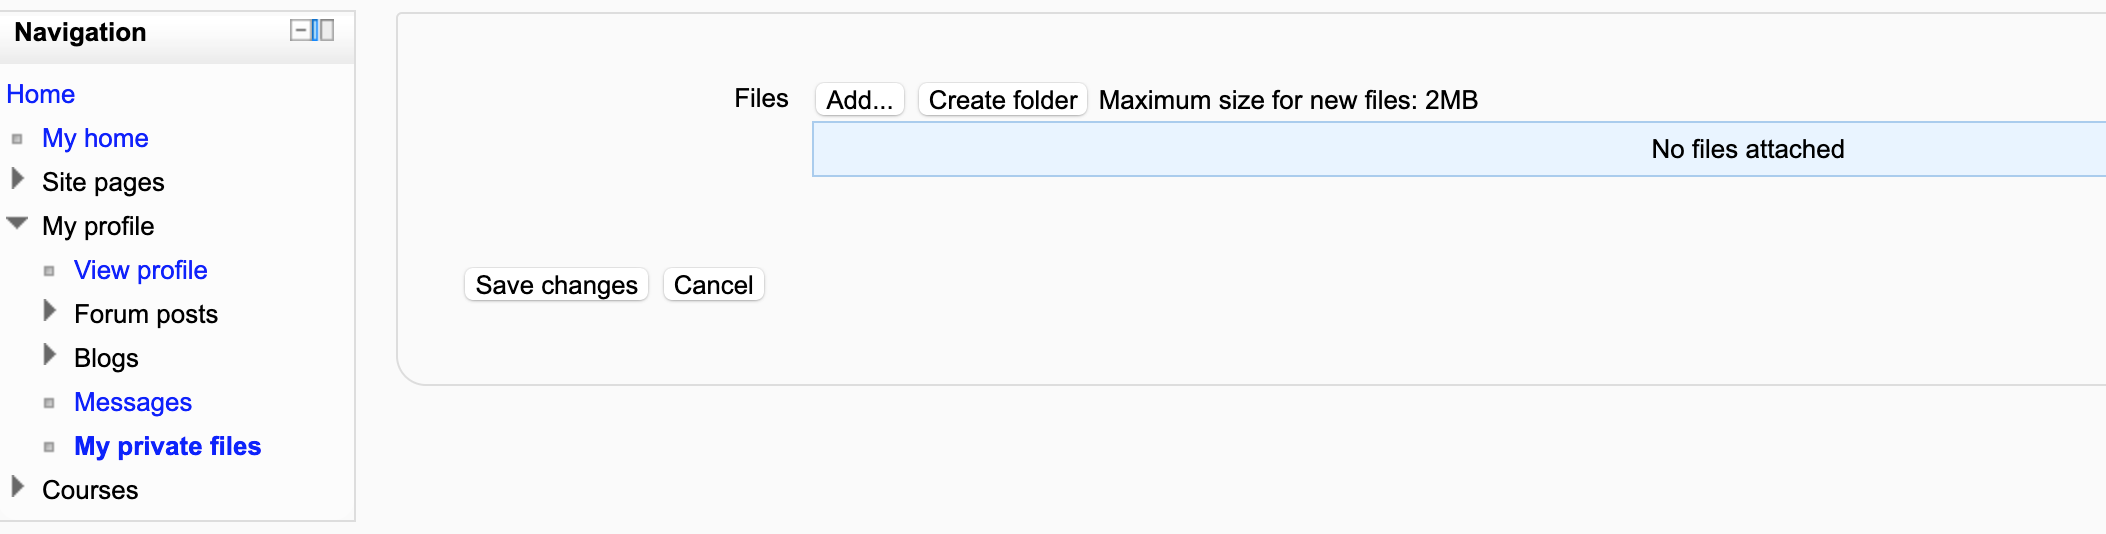 Navigation
Home
My home
Site pages
My profile
View profile
Forum posts
Blogs
Messages
My private files
Courses
Files Add... Create folder Maximum size for new files: 2MB
No files attached
Save changes Cancel